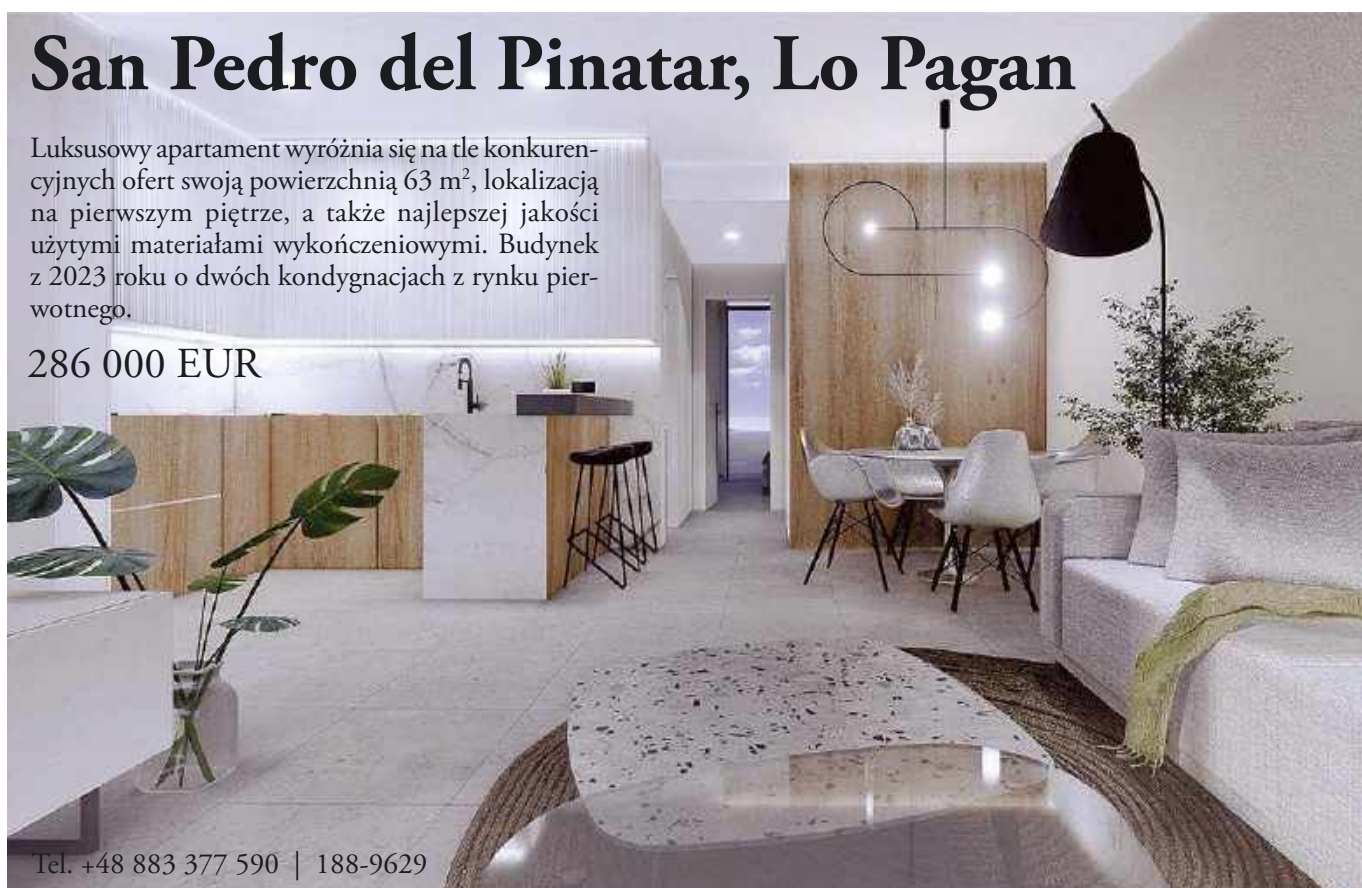 San Pedro del Pinatar, Lo Pagan
Luksusowy apartament wyróżnia się na tle konkuren-
cyjnych ofert swoją powierzchnią 63 m², lokalizacją
na pierwszym piętrze, a także najlepszej jakości
użytymi materiałami wykończeniowymi. Budynek
z 2023 roku o dwóch kondygnacjach z rynku pier-
wotnego.
286 000 EUR
Tel. +48 883 377 590 | 188-9629